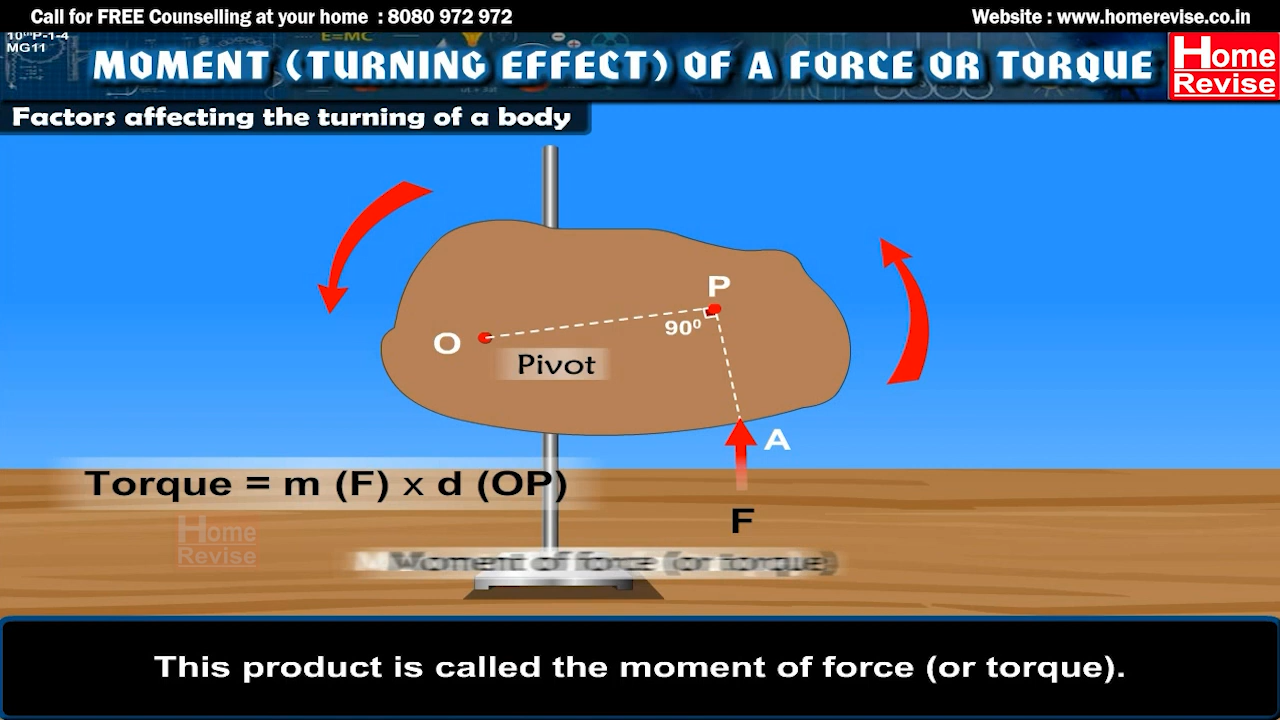 Call for FREE Counselling at your home : 8080 972 972
Website : www.homerevise.co.in
10thP-1-4
MG11
E=MC
MOMENT (TURNING EFFECT) OF A FORCE OR TORQUE
Home
Revise
Factors affecting the turning of a body
P
90⁰
O
Pivot
A
Torque = m (F) x d (OP)
F
Home
Revise
Moment of force (or torque)
This product is called the moment of force (or torque).